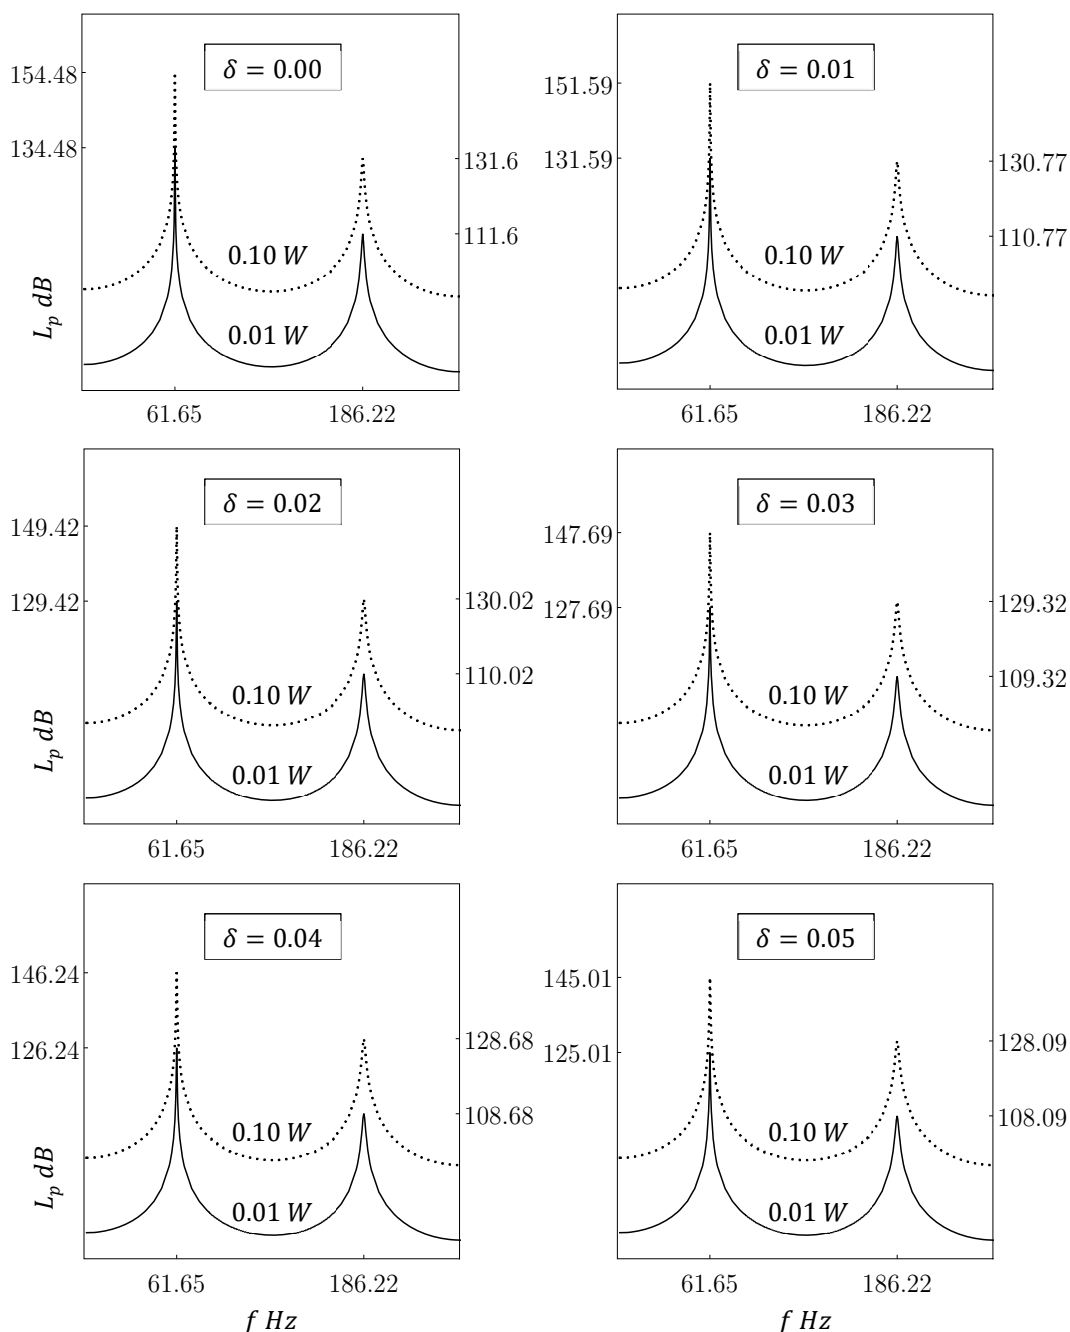 δ = 0.00
154.48
134.48
131.6
111.6
0.10 W
0.01 W
L_p dB
61.65
186.22
δ = 0.01
151.59
131.59
130.77
110.77
0.10 W
0.01 W
61.65
186.22
δ = 0.02
149.42
129.42
130.02
110.02
0.10 W
0.01 W
L_p dB
61.65
186.22
δ = 0.03
147.69
127.69
129.32
109.32
0.10 W
0.01 W
61.65
186.22
δ = 0.04
146.24
126.24
128.68
108.68
0.10 W
0.01 W
L_p dB
61.65
186.22
f Hz
δ = 0.05
145.01
125.01
128.09
108.09
0.10 W
0.01 W
61.65
186.22
f Hz